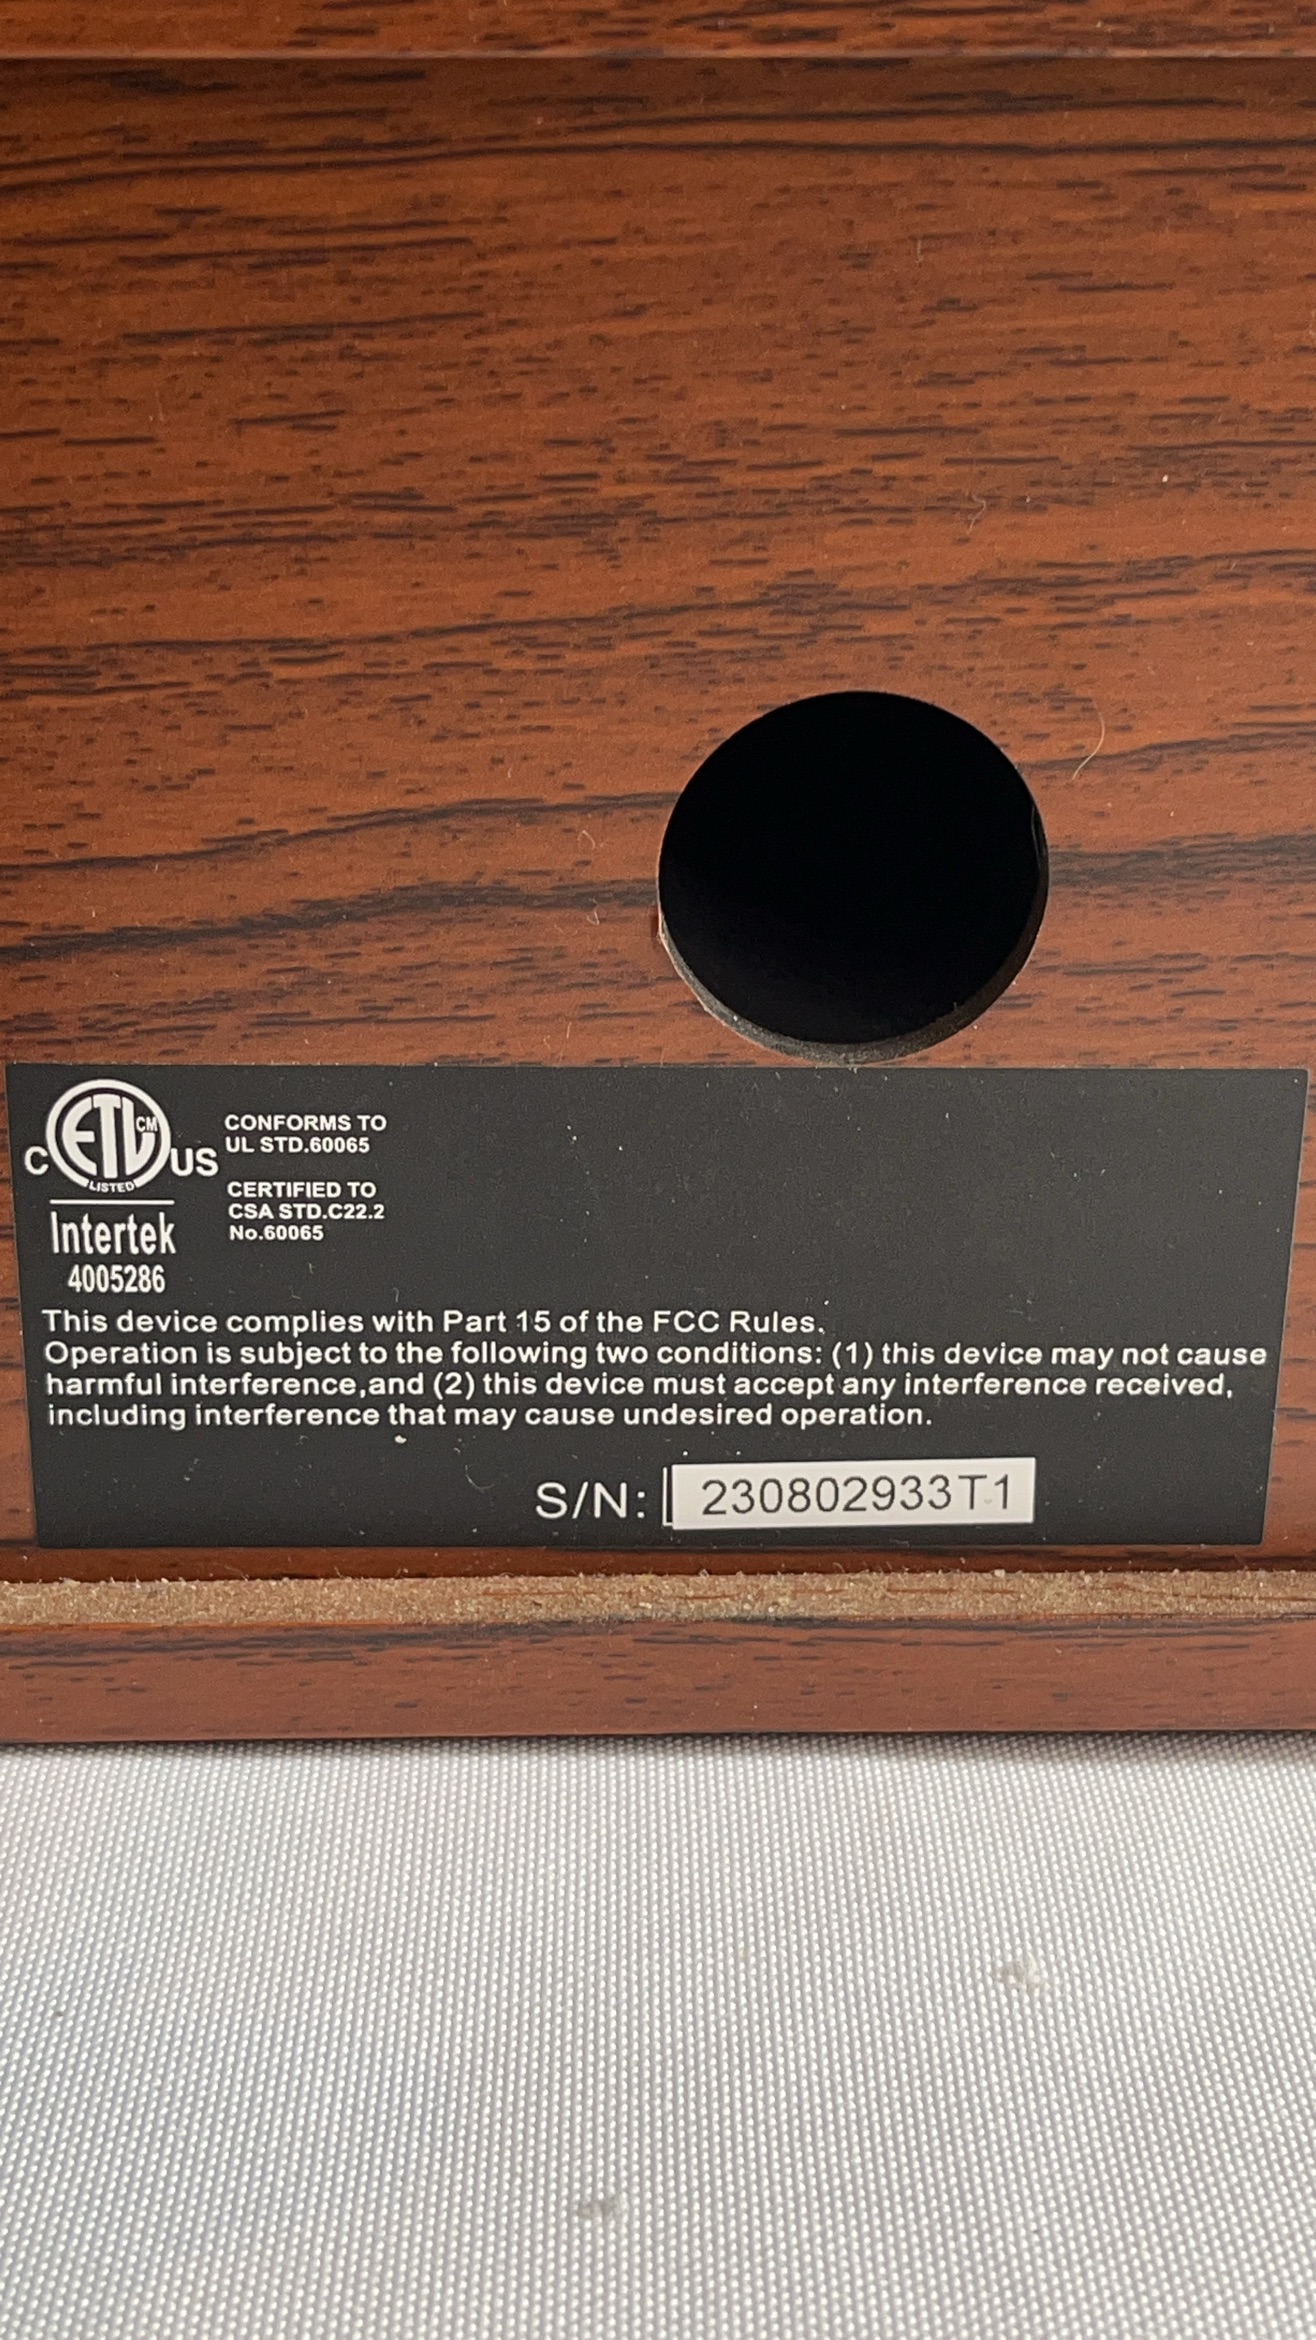 ETL CM
C US
LISTED
Intertek
4005286
CONFORMS TO
UL STD.60065
CERTIFIED TO
CSA STD.C22.2
No.60065
This device complies with Part 15 of the FCC Rules.
Operation is subject to the following two conditions: (1) this device may not cause
harmful interference,and (2) this device must accept any interference received,
including interference that may cause undesired operation.
S/N: 230802933T1